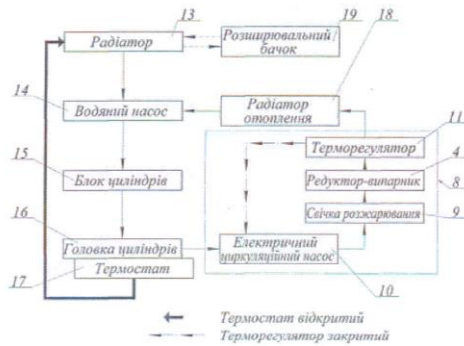 13
19
18
Радіатор
Розширювальний
бачок
14
Водяний насос
Радіатор
отоплення
11
Терморегулятор
4
15
Блок циліндрів
Редуктор-випарник
8
16
Свічка розжарювання
9
Головка циліндрів
Електричний
циркуляційний насос
17
Термостат
10
Термостат відкритий
Терморегулятор закритий